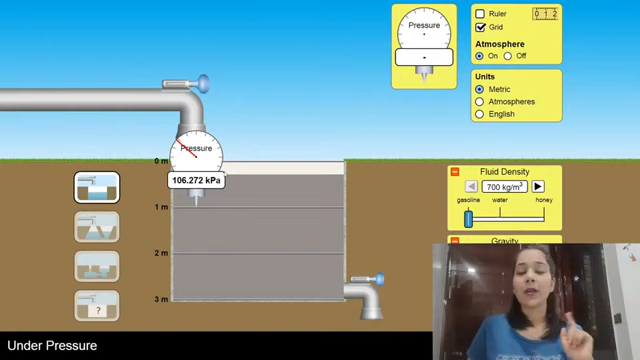 Pressure
-
Ruler
0 1 2
Grid
Atmosphere
On Off
Units
Metric
Atmospheres
English
Pressure
106.272 kPa
0 m
1 m
2 m
3 m
?
Fluid Density
700 kg/m³
gasoline water honey
Gravity
Under Pressure